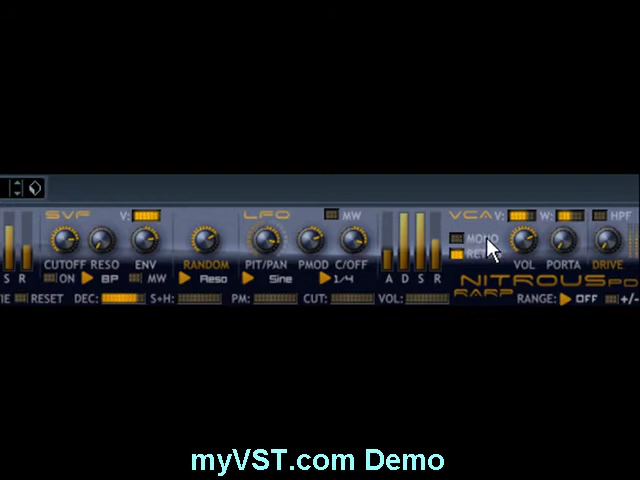 SVF V: LFO MW VCA V: W: HPF
MONO
S R CUTOFF RESO ENV RANDOM PIT/PAN PMOD C/OFF A D S R VOL PORTA DRIVE
ON BP MW Reso Sine 1/4
NITROUS
RARP
RESET DEC: S+H: PM: CUT: VOL: RANGE: OFF +/-
myVST.com Demo